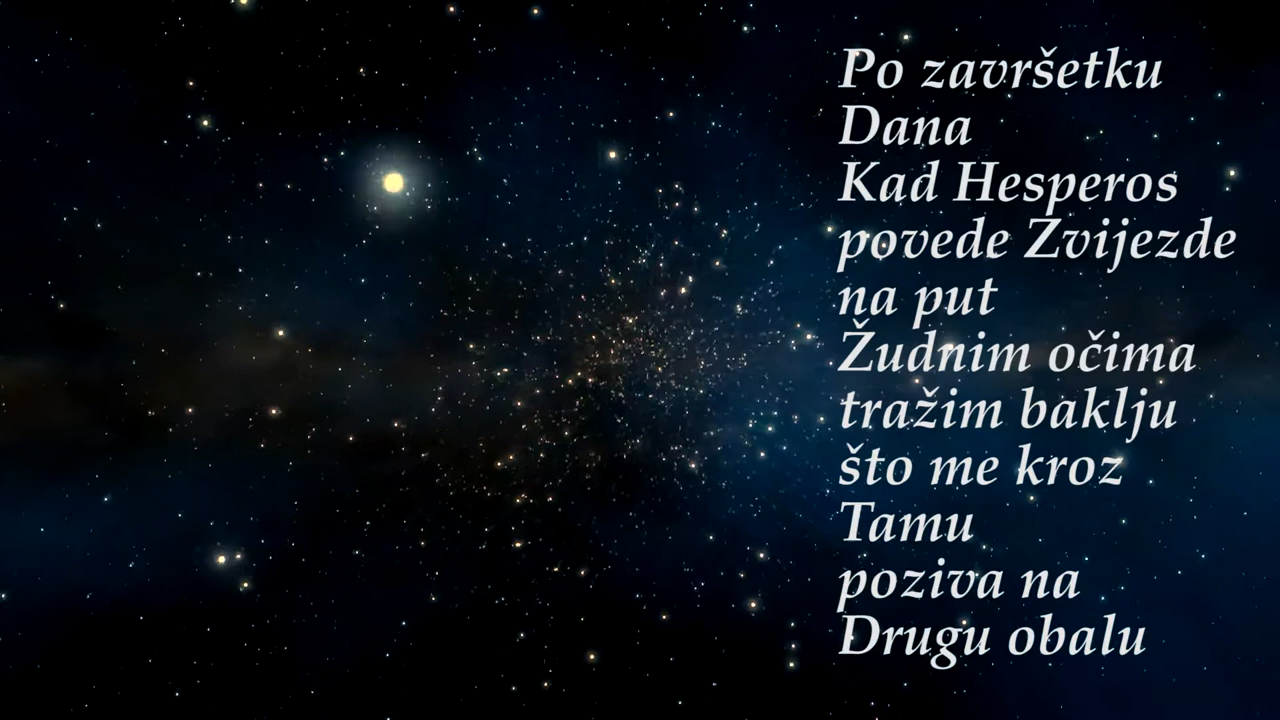 Po završetku
Dana
Kad Hesperos
povede Zvijezde
na put
Žudnim očima
tražim baklju
što me kroz
Tamu
poziva na
Drugu obalu